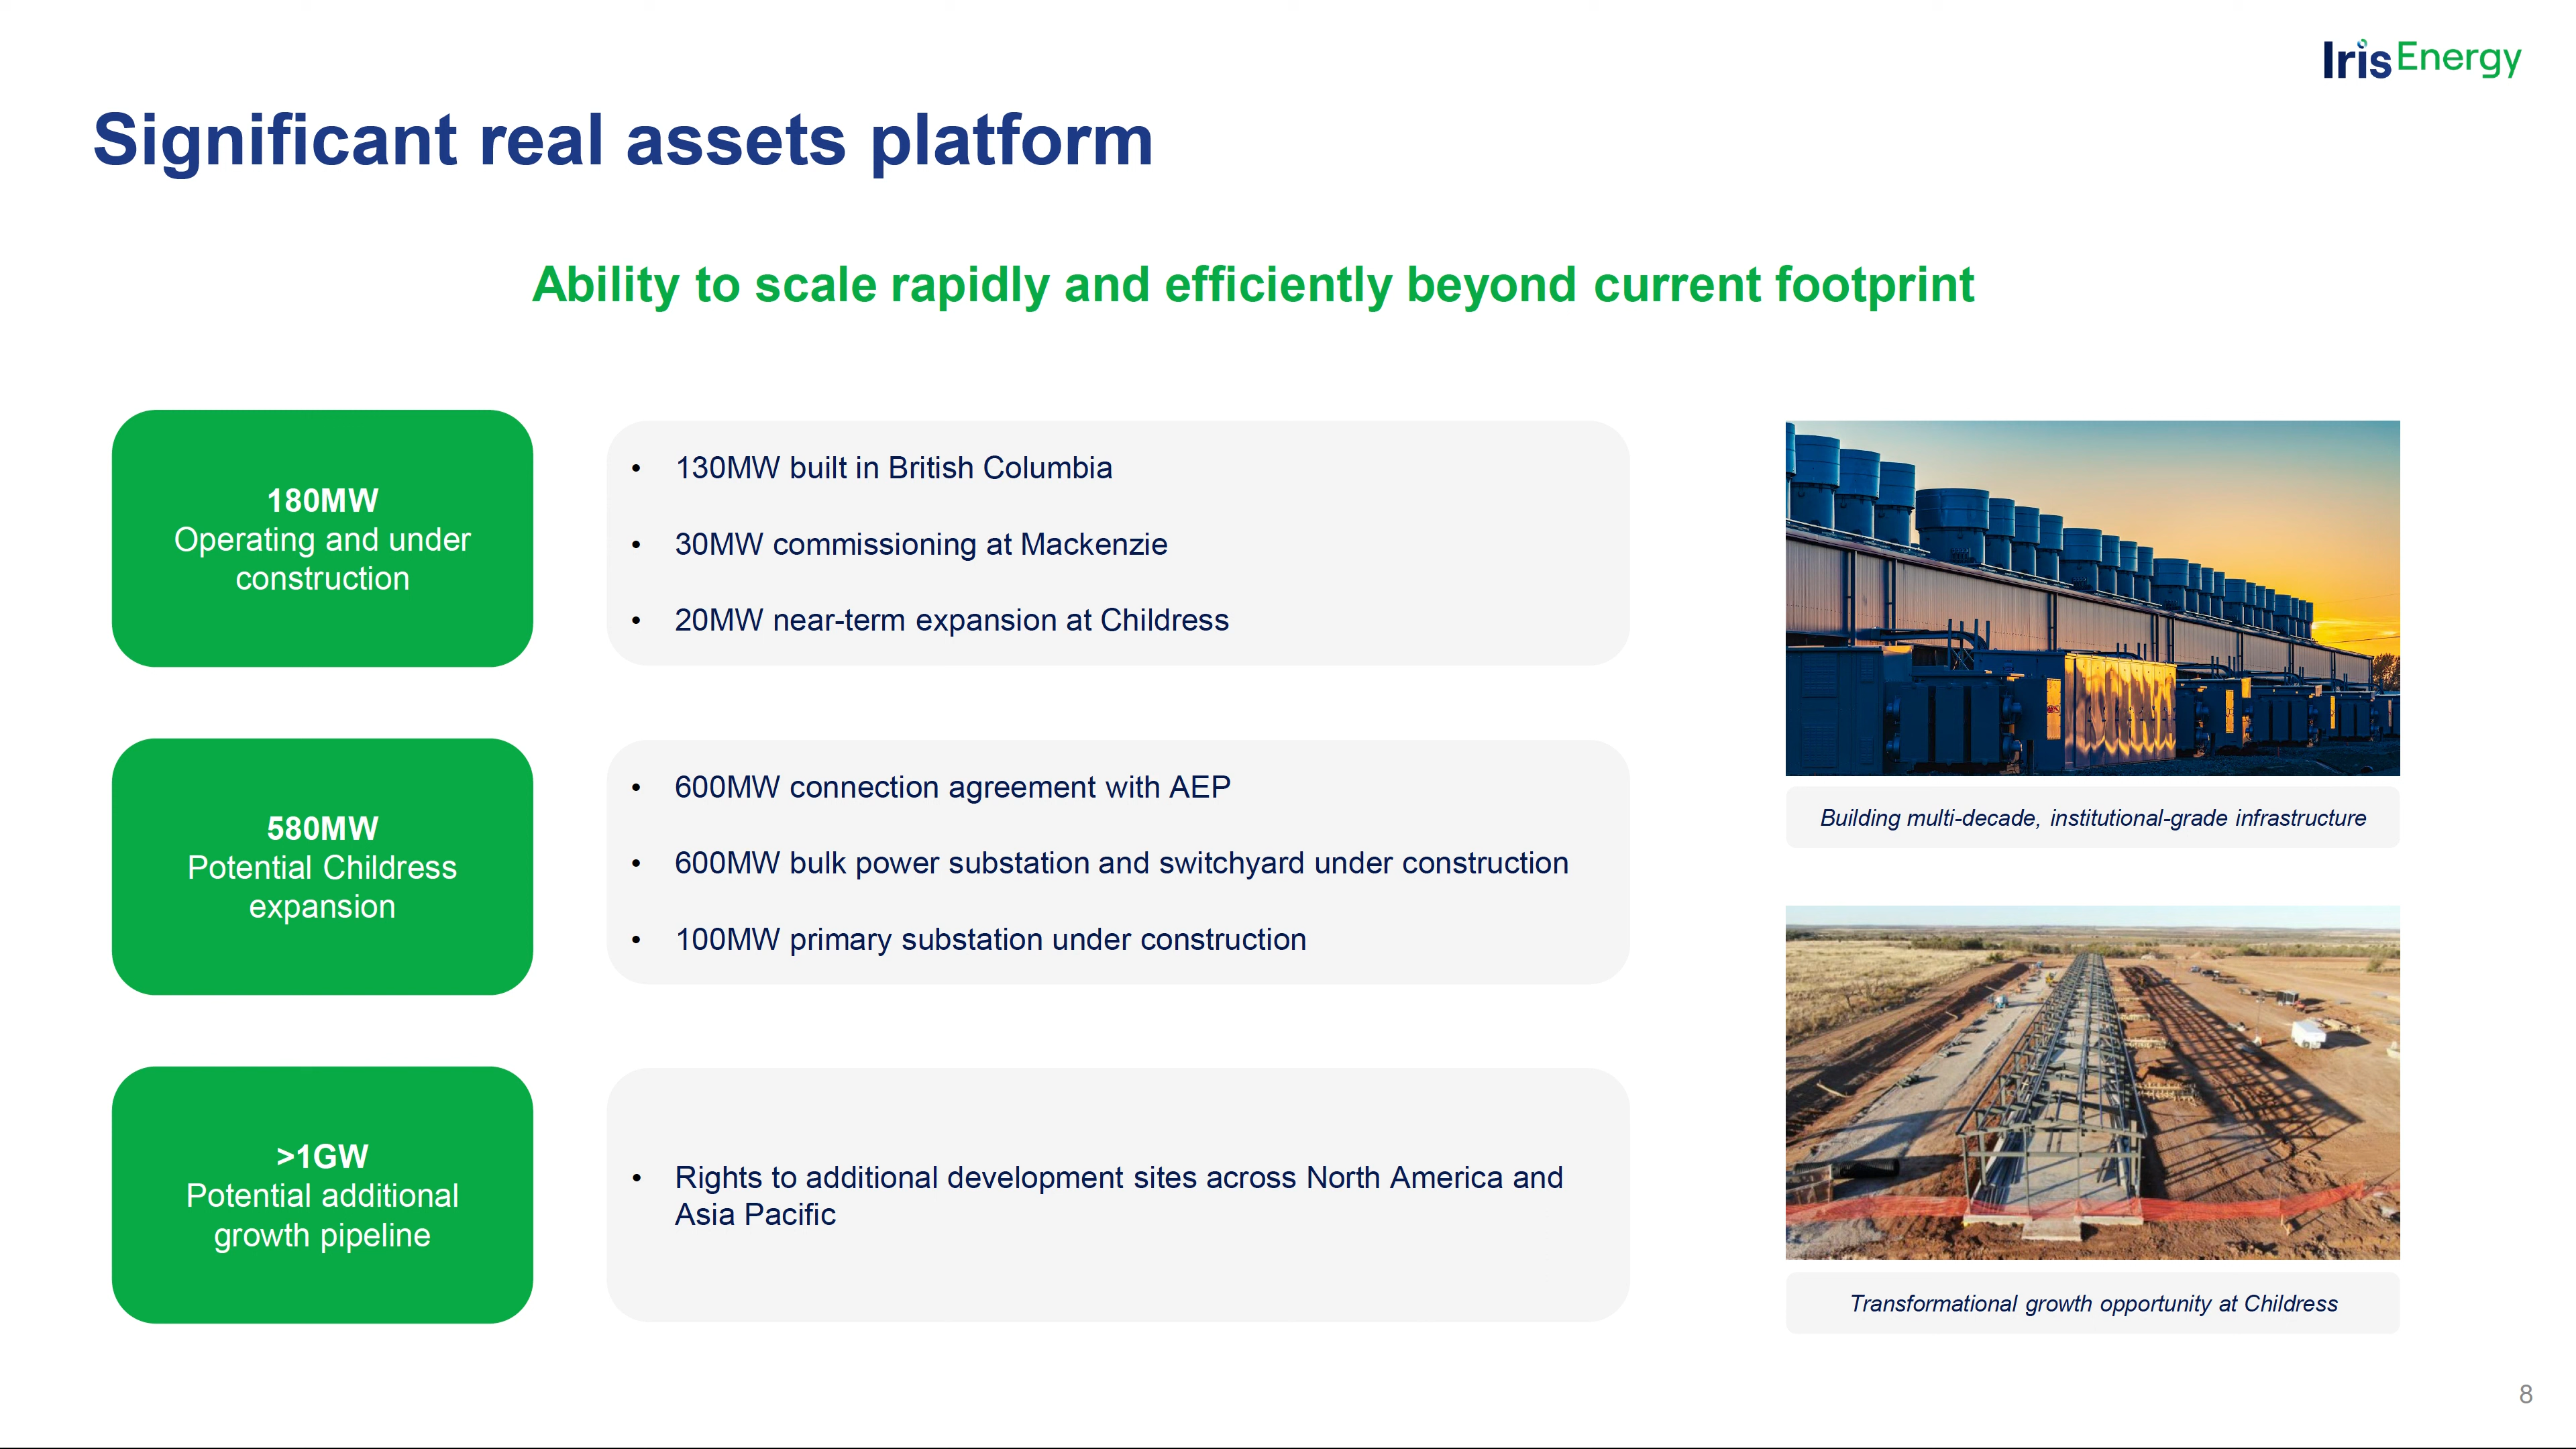 Iris Energy
Significant real assets platform
Ability to scale rapidly and efficiently beyond current footprint
180MW
Operating and under
construction
• 130MW built in British Columbia
• 30MW commissioning at Mackenzie
• 20MW near-term expansion at Childress
580MW
Potential Childress
expansion
• 600MW connection agreement with AEP
• 600MW bulk power substation and switchyard under construction
• 100MW primary substation under construction
>1GW
Potential additional
growth pipeline
• Rights to additional development sites across North America and
Asia Pacific
Building multi-decade, institutional-grade infrastructure
Transformational growth opportunity at Childress
8